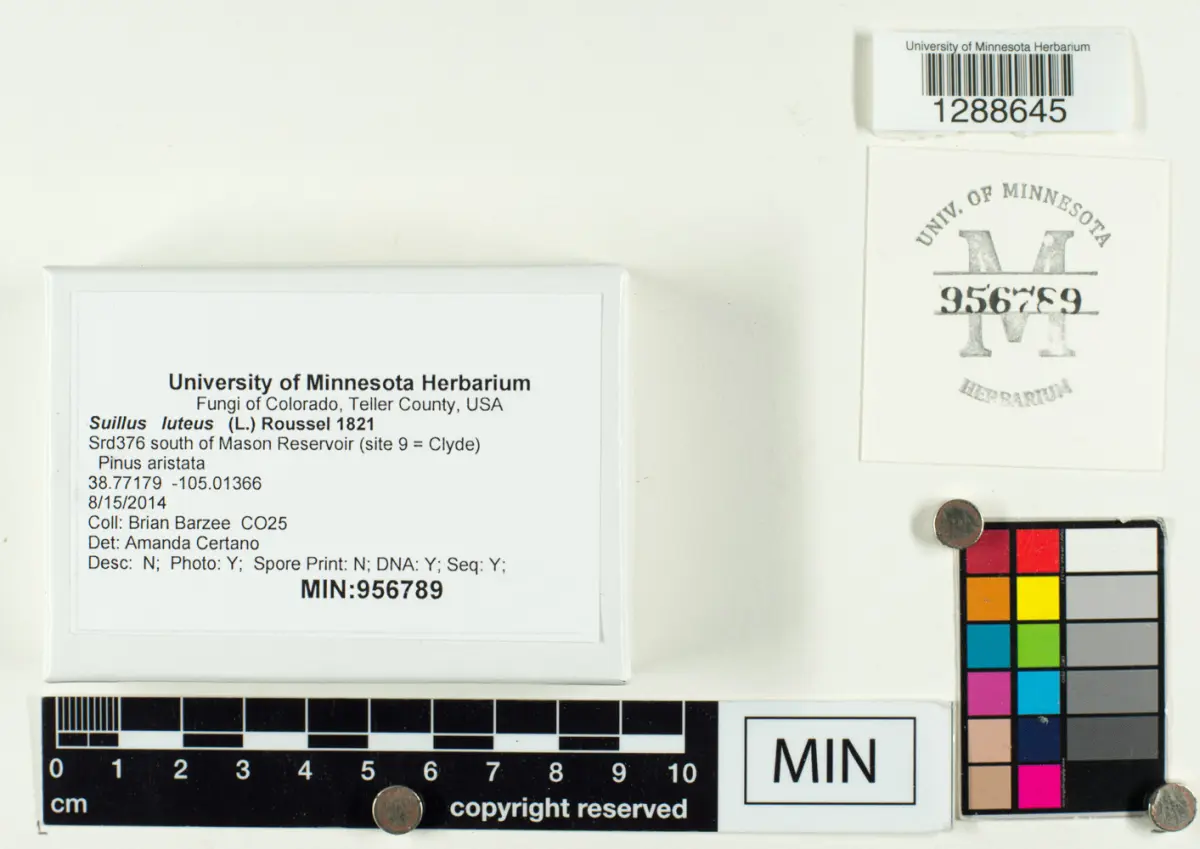 University of Minnesota Herbarium
1288645
UNIV. OF MINNESOTA
M
956789
HERBARIUM
University of Minnesota Herbarium
Fungi of Colorado, Teller County, USA
Suillus luteus (L.) Roussel 1821
Srd376 south of Mason Reservoir (site 9 = Clyde)
Pinus aristata
38.77179 -105.01366
8/15/2014
Coll: Brian Barzee CO25
Det: Amanda Certano
Desc: N; Photo: Y; Spore Print: N; DNA: Y; Seq: Y;
MIN:956789
0 1 2 3 4 5 6 7 8 9 10
cm
copyright reserved
MIN